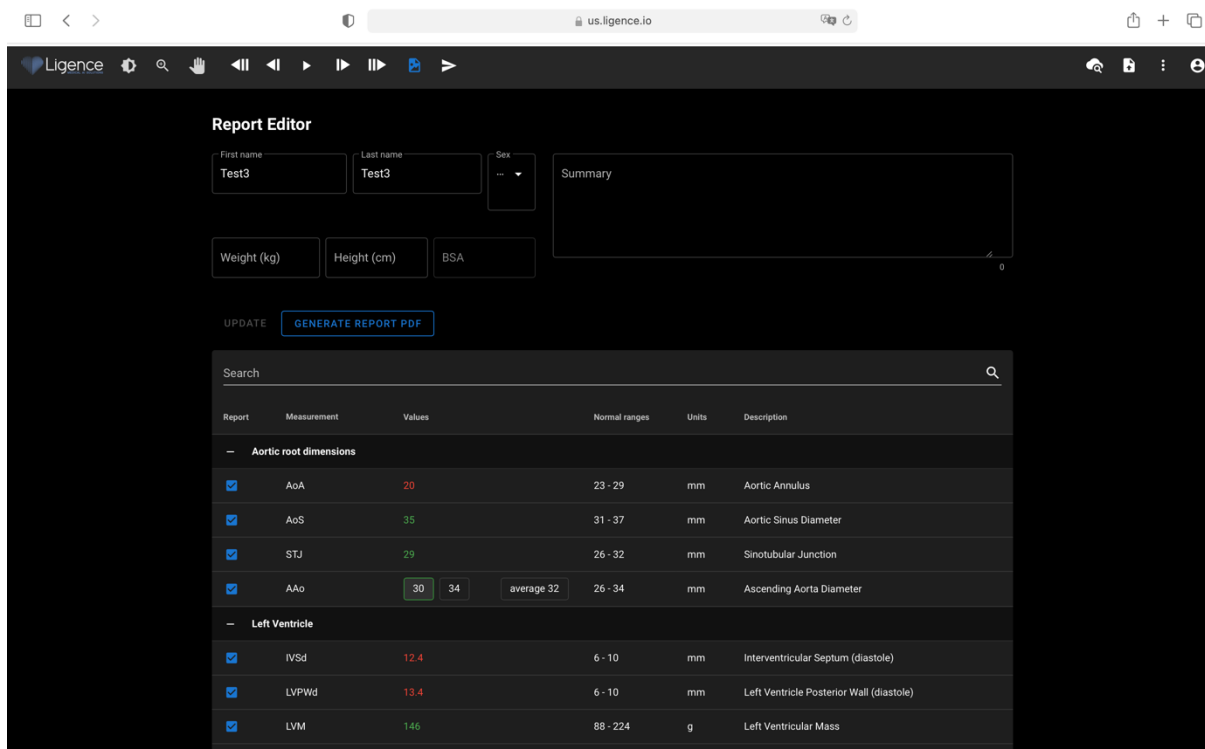 us.ligence.io
Ligence
Report Editor
First name
Test3
Last name
Test3
Sex
...
Summary
Weight (kg)
Height (cm)
BSA
0
UPDATE
GENERATE REPORT PDF
Search
Report Measurement Values Normal ranges Units Description
− Aortic root dimensions
AoA 20 23 - 29 mm Aortic Annulus
AoS 35 31 - 37 mm Aortic Sinus Diameter
STJ 29 26 - 32 mm Sinotubular Junction
AAo 30 34 average 32 26 - 34 mm Ascending Aorta Diameter
− Left Ventricle
IVSd 12.4 6 - 10 mm Interventricular Septum (diastole)
LVPWd 13.4 6 - 10 mm Left Ventricle Posterior Wall (diastole)
LVM 146 88 - 224 g Left Ventricular Mass